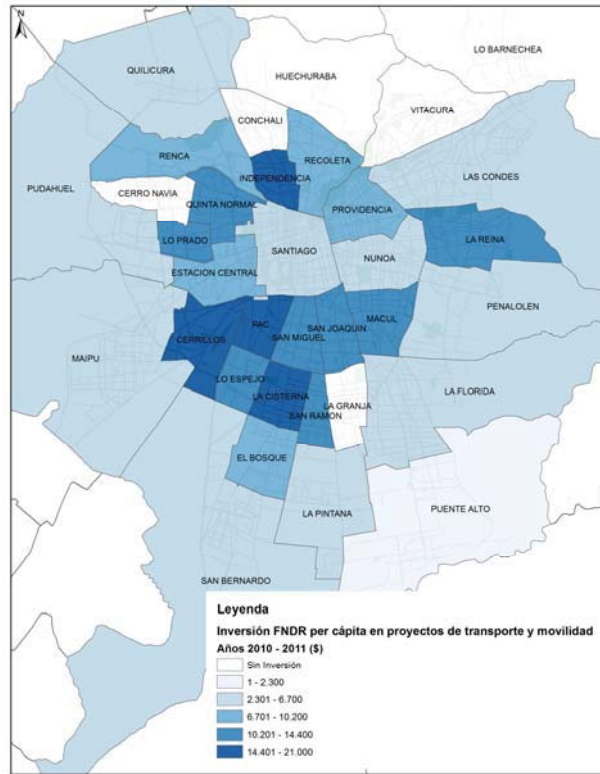 N
LO BARNECHEA
QUILICURA
HUECHURABA
VITACURA
CONCHALI
RENCA
RECOLETA
INDEPENDENCIA
LAS CONDES
PUDAHUEL
CERRO NAVIA
QUINTA NORMAL
PROVIDENCIA
LO PRADO
LA REINA
SANTIAGO
NUNOA
ESTACION CENTRAL
PENALOLEN
MACUL
PAC
SAN JOAQUIN
CERRILLOS
SAN MIGUEL
MAIPU
LO ESPEJO
LA FLORIDA
LA CISTERNA
LA GRANJA
SAN RAMON
EL BOSQUE
PUENTE ALTO
LA PINTANA
SAN BERNARDO
Leyenda
Inversión FNDR per cápita en proyectos de transporte y movilidad
Años 2010 - 2011 ($)
Sin Inversión
1 - 2.300
2.301 - 6.700
6.701 - 10.200
10.201 - 14.400
14.401 - 21.000